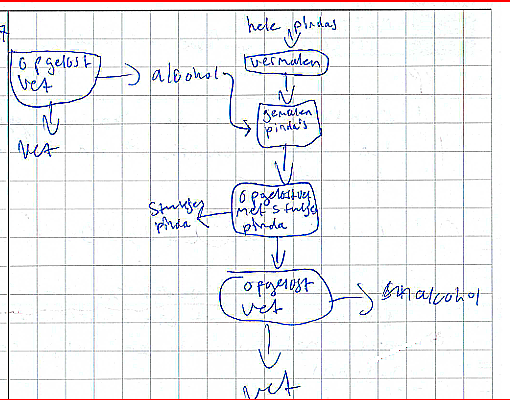 hele pindas
vermalen
opgelost
vet
alcohol
gemalen
pinda's
vet
opgelost vet
met stukjes
pinda
stukjes
pinda
opgelost
vet
alcohol
vet